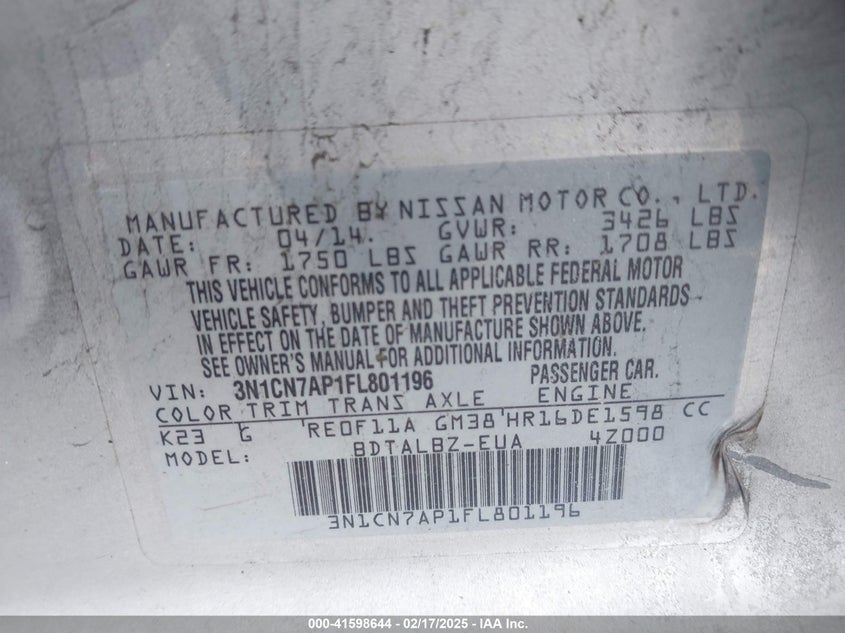 MANUFACTURED BY NISSAN MOTOR CO., LTD.
DATE: 04/14. GVWR: 3426 LBS
GAWR FR: 1750 LBS GAWR RR: 1708 LBS
THIS VEHICLE CONFORMS TO ALL APPLICABLE FEDERAL MOTOR
VEHICLE SAFETY, BUMPER AND THEFT PREVENTION STANDARDS
IN EFFECT ON THE DATE OF MANUFACTURE SHOWN ABOVE.
SEE OWNER'S MANUAL FOR ADDITIONAL INFORMATION.
VIN: 3N1CN7AP1FL801196 PASSENGER CAR.
COLOR TRIM TRANS AXLE ENGINE
K23 G RE0F11A GM38 HR16DE1598 CC
MODEL: BDTALBZ-EUA 4Z000
3N1CN7AP1FL801196
000-41598644 - 02/17/2025 - IAA Inc.